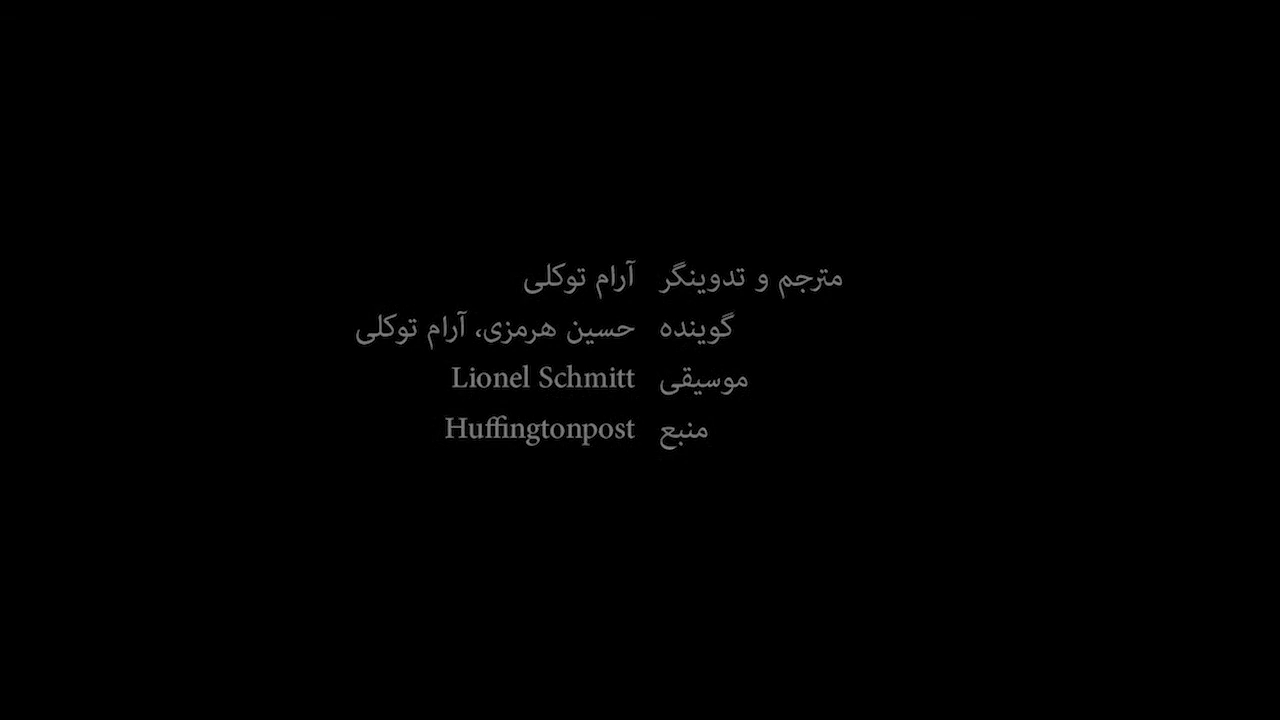 مترجم و تدوینگر آرام توکلی
گوینده حسین هرمزی، آرام توکلی
موسیقی Lionel Schmitt
منبع Huffingtonpost